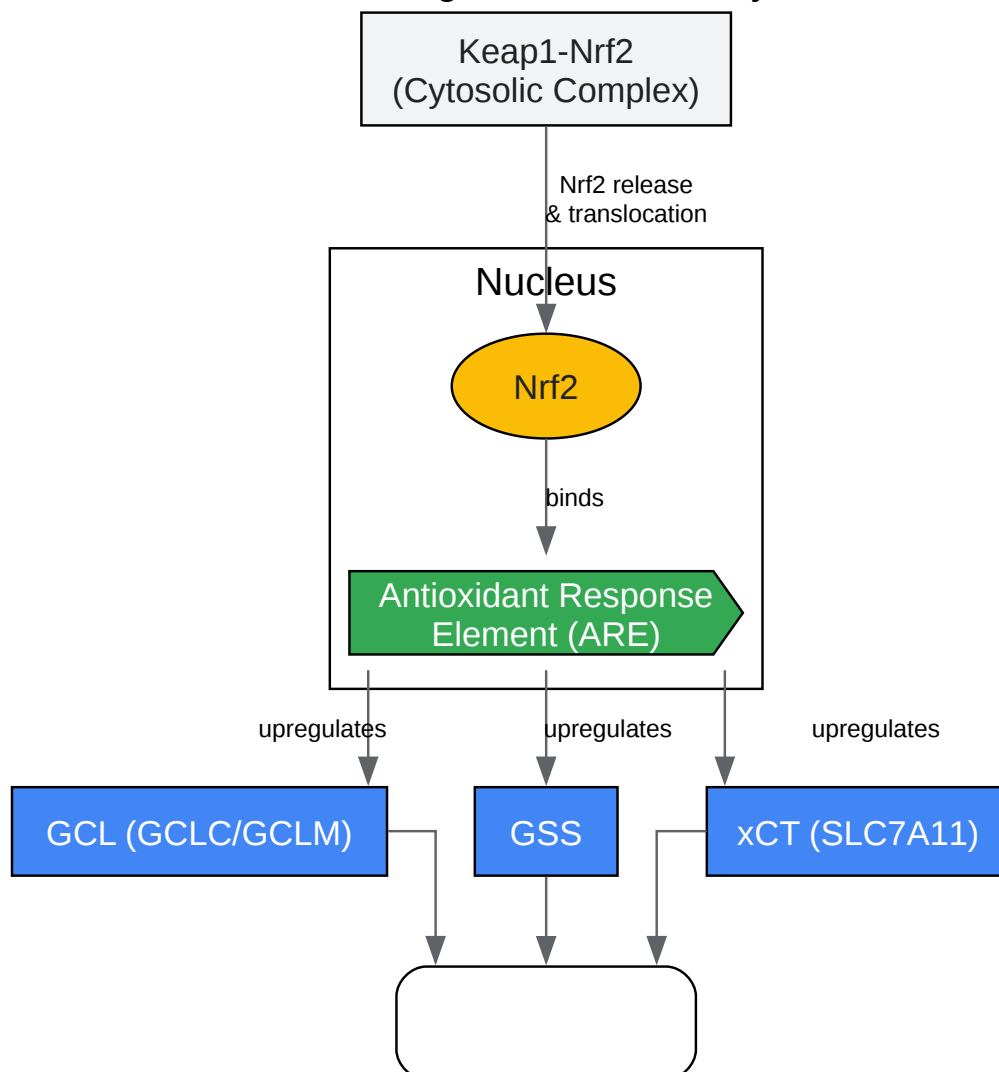 Keap1-Nrf2
(Cytosolic Complex)
Nrf2 release
& translocation
Nucleus
Nrf2
binds
Antioxidant Response
Element (ARE)
upregulates upregulates upregulates
GCL (GCLC/GCLM) GSS xCT (SLC7A11)